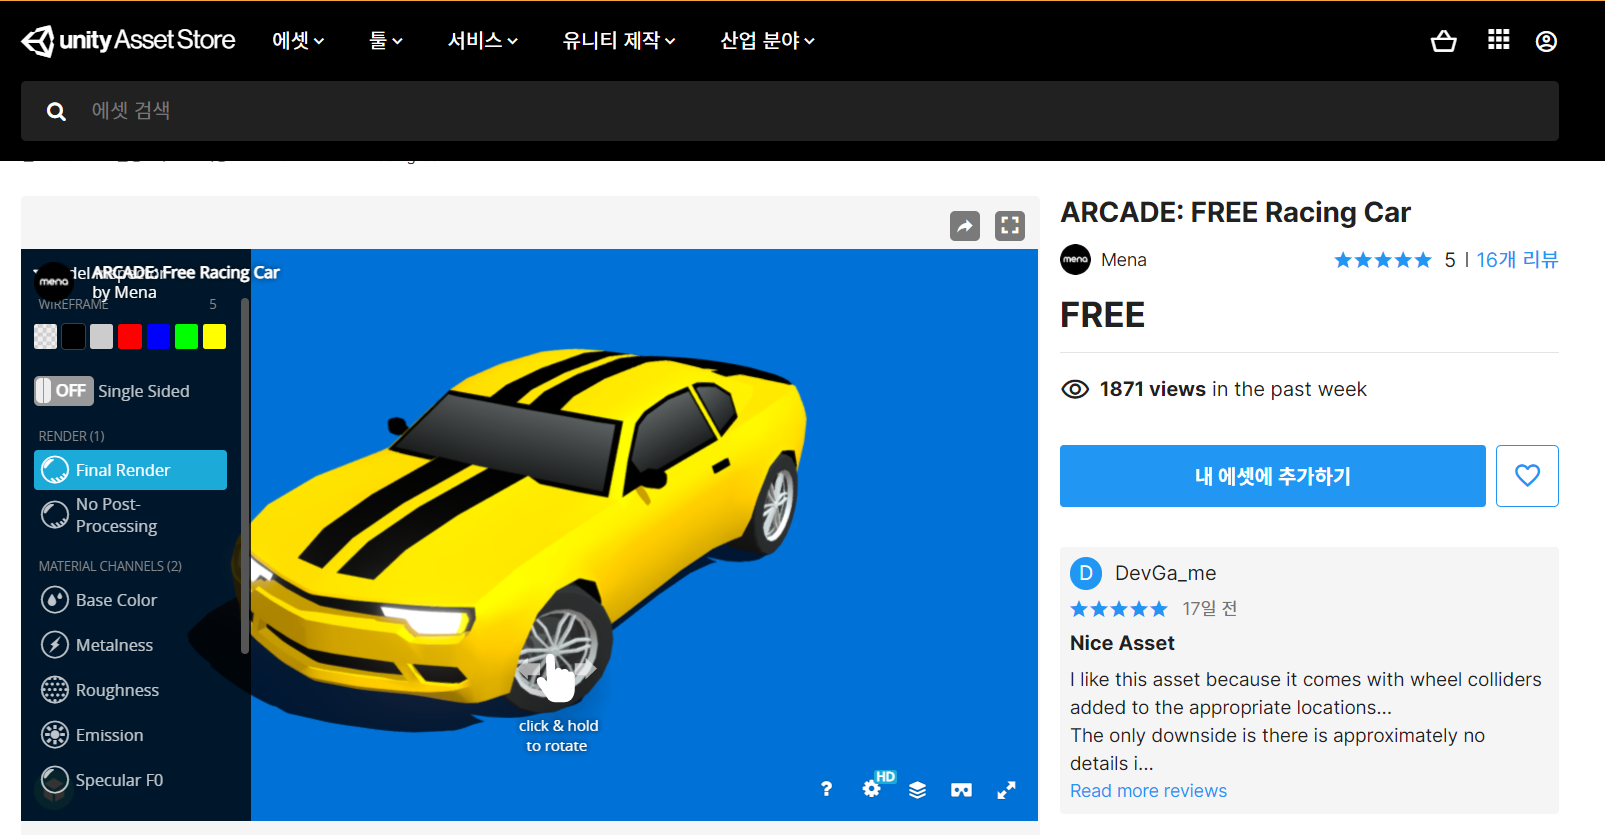 unity Asset Store
에셋
툴
서비스
유니티 제작
산업 분야
에셋 검색
ARCADE: Free Racing Car
by Mena
mena
WIREFRAME
5
OFF
Single Sided
RENDER (1)
Final Render
No Post-
Processing
MATERIAL CHANNELS (2)
Base Color
Metalness
Roughness
Emission
Specular F0
click & hold
to rotate
?
HD
ARCADE: FREE Racing Car
mena
Mena
5 | 16개 리뷰
FREE
1871 views in the past week
내 에셋에 추가하기
D
DevGa_me
17일 전
Nice Asset
I like this asset because it comes with wheel colliders
added to the appropriate locations...
The only downside is there is approximately no
details i...
Read more reviews